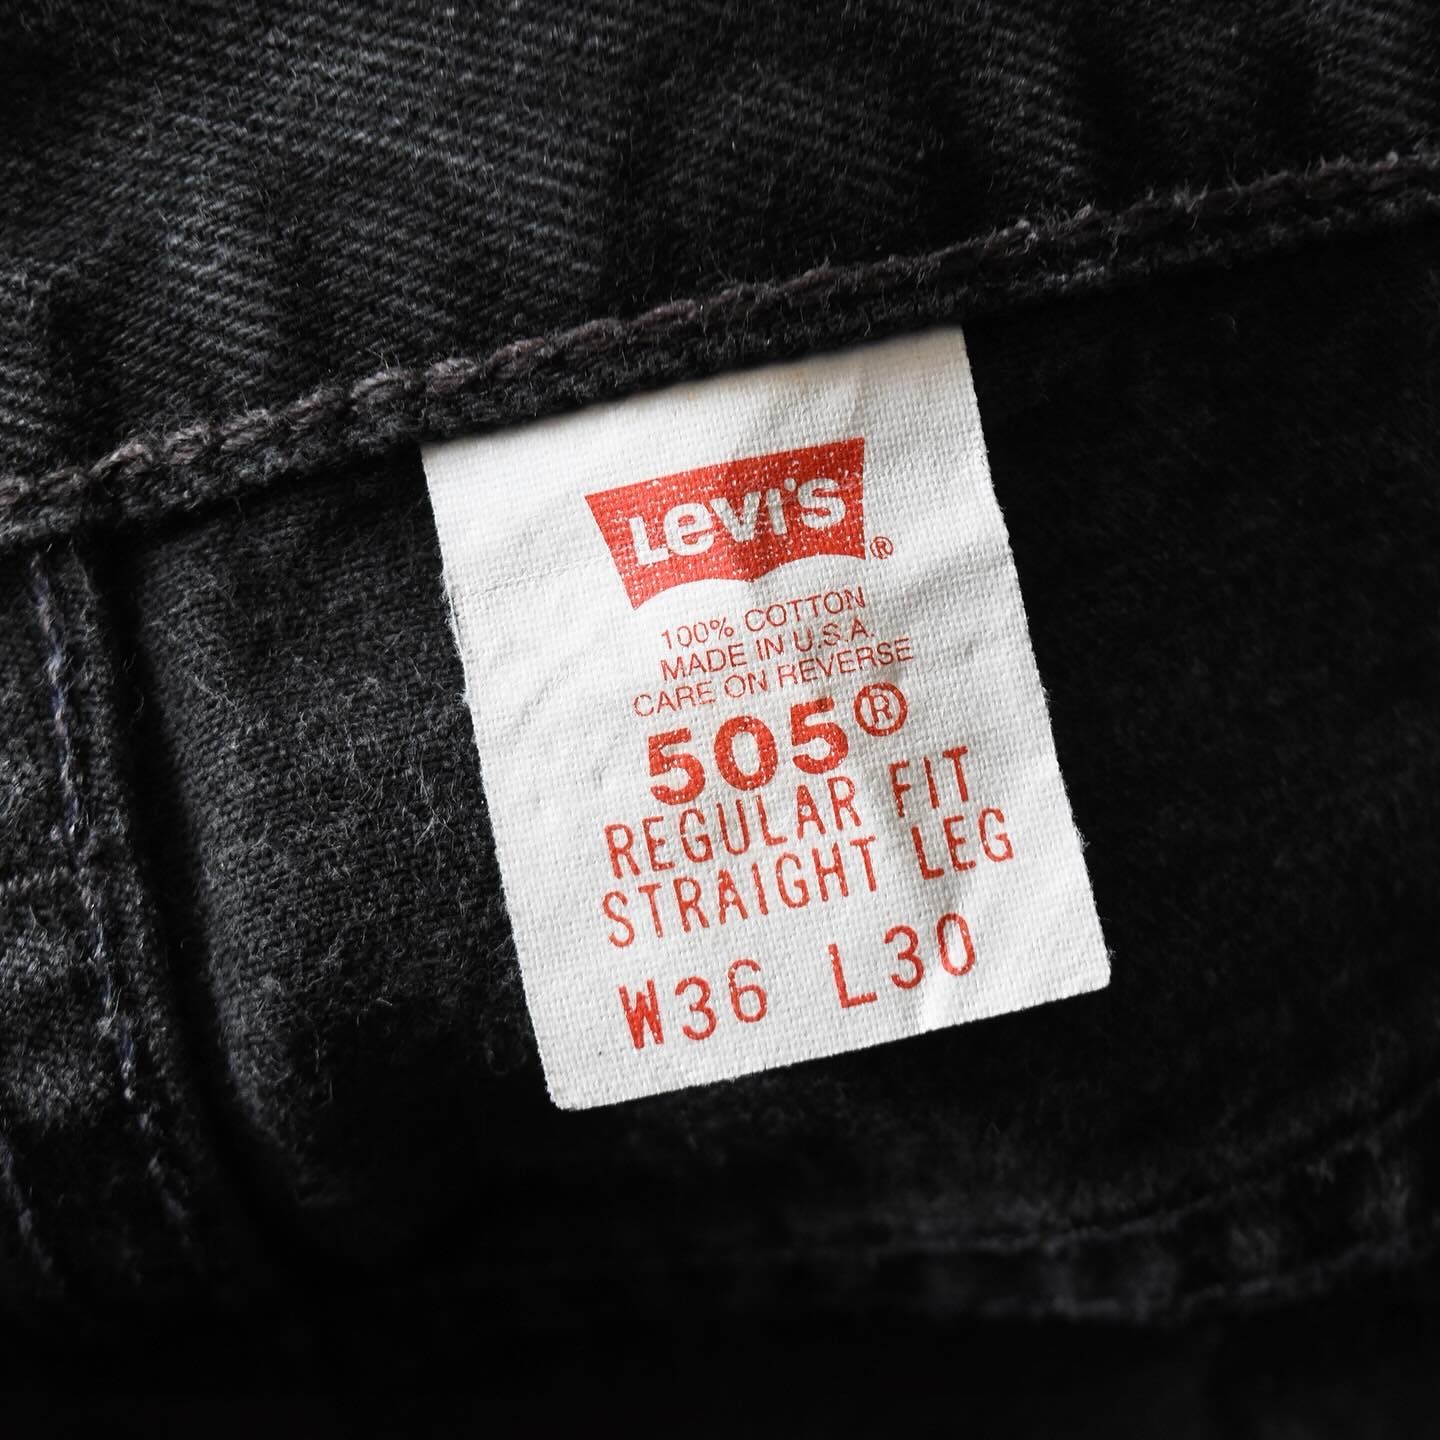 Levi's ®
100% COTTON
MADE IN U.S.A.
CARE ON REVERSE
505®
REGULAR FIT
STRAIGHT LEG
W36 L30